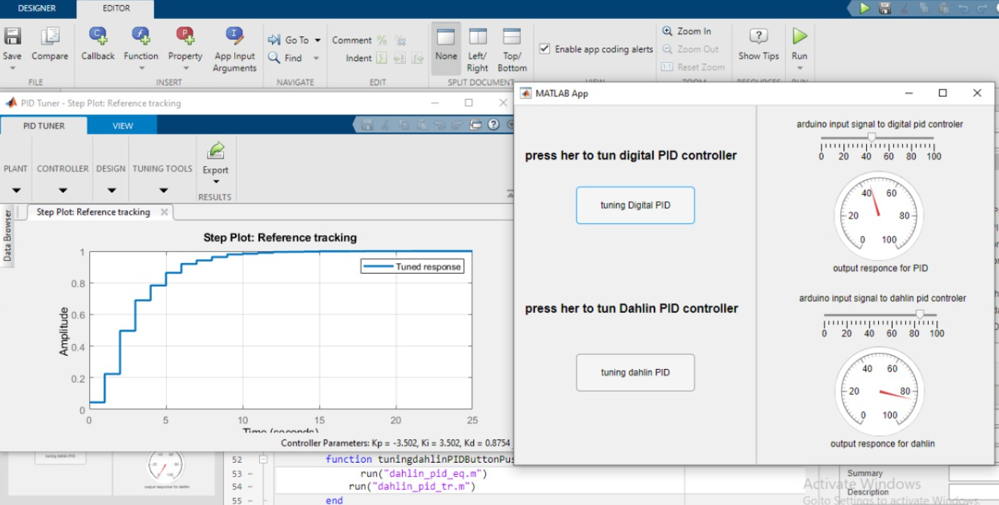 DESIGNER EDITOR
Save Compare Callback Function Property App Input Arguments
Go To Find
Comment Indent
None Left/ Right Top/ Bottom
Enable app coding alerts
Zoom In Zoom Out Reset Zoom
Show Tips Run
FILE INSERT NAVIGATE EDIT SPLIT DOCUMENT VIEW ZOOM RESOURCES RUN
PID Tuner - Step Plot: Reference tracking
PID TUNER VIEW
PLANT CONTROLLER DESIGN TUNING TOOLS Export
RESULTS
Data Browser
Step Plot: Reference tracking
Step Plot: Reference tracking
Tuned response
Amplitude
1
0.8
0.6
0.4
0.2
0
0 5 10 15 20 25
Time (seconds)
Controller Parameters: Kp = -3.502, Ki = 3.502, Kd = 0.8754
MATLAB App
press her to tun digital PID controller
tuning Digital PID
press her to tun Dahlin PID controller
tuning dahlin PID
arduino input signal to digital pid controler
0 20 40 60 80 100
0 20 40 60 80 100
output responce for PID
arduino input signal to dahlin pid controler
0 20 40 60 80 100
0 20 40 60 80 100
output responce for dahlin
tuning dahlin PID
output responce for dahlin
52 function tuningdahlinPIDButtonPus
53 run("dahlin_pid_eq.m")
54 run("dahlin_pid_tr.m")
55 end
Summary
Description
Activate Windows
Go to Settings to activate Windows.